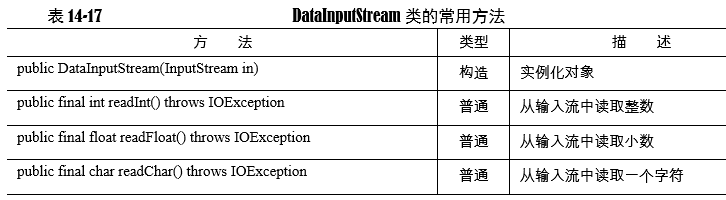 表 14-17 DataInputStream 类的常用方法
方 法 类型 描 述
public DataInputStream(InputStream in) 构造 实例化对象
public final int readInt() throws IOException 普通 从输入流中读取整数
public final float readFloat() throws IOException 普通 从输入流中读取小数
public final char readChar() throws IOException 普通 从输入流中读取一个字符